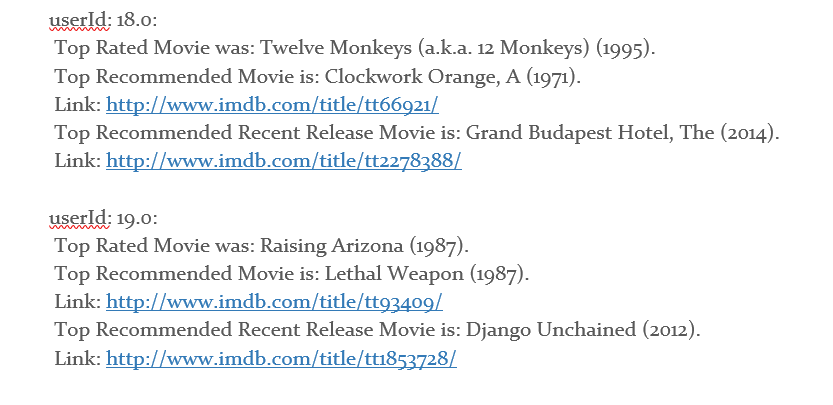 userId: 18.0:
Top Rated Movie was: Twelve Monkeys (a.k.a. 12 Monkeys) (1995).
Top Recommended Movie is: Clockwork Orange, A (1971).
Link: http://www.imdb.com/title/tt66921/
Top Recommended Recent Release Movie is: Grand Budapest Hotel, The (2014).
Link: http://www.imdb.com/title/tt2278388/
userId: 19.0:
Top Rated Movie was: Raising Arizona (1987).
Top Recommended Movie is: Lethal Weapon (1987).
Link: http://www.imdb.com/title/tt93409/
Top Recommended Recent Release Movie is: Django Unchained (2012).
Link: http://www.imdb.com/title/tt1853728/